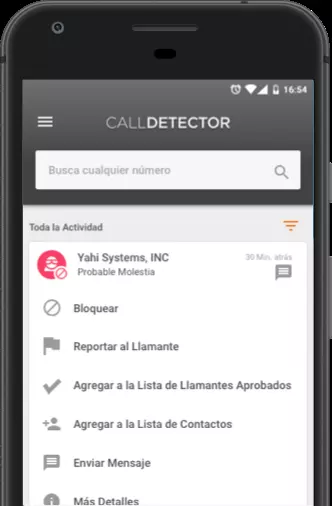 16:54
CALLDETECTOR
Busca cualquier número
Toda la Actividad
Yahi Systems, INC
30 Min. atrás
Probable Molestia
Bloquear
Reportar al Llamante
Agregar a la Lista de Llamantes Aprobados
Agregar a la Lista de Contactos
Enviar Mensaje
Más Detalles